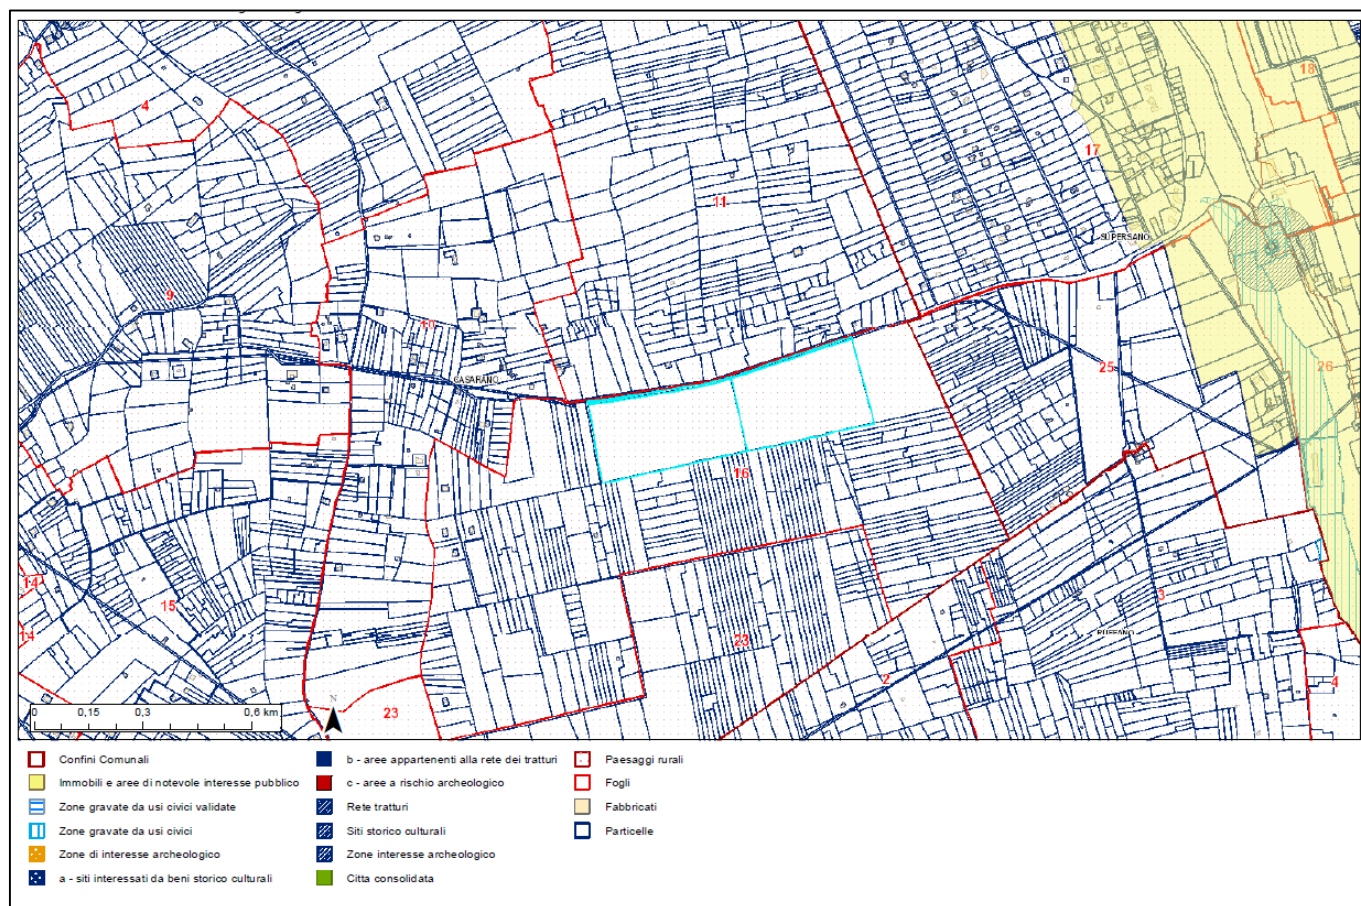 4
18
17
11
SUPERSANO
9
10
25
26
CASARANO
16
14
15
3
14
RUFFANO
23
2
4
23
N
0 0,15 0,3 0,6 km
Confini Comunali
Immobili e aree di notevole interesse pubblico
Zone gravate da usi civici validate
Zone gravate da usi civici
Zone di interesse archeologico
a - siti interessati da beni storico culturali
b - aree appartenenti alla rete dei tratturi
c - aree a rischio archeologico
Rete tratturi
Siti storico culturali
Zone interesse archeologico
Citta consolidata
Paesaggi rurali
Fogli
Fabbricati
Particelle